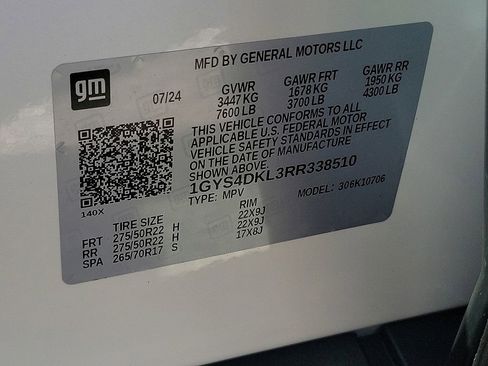 gm
MFD BY GENERAL MOTORS LLC
07/24 GVWR GAWR FRT GAWR RR
3447 KG 1678 KG 1950 KG
7600 LB 3700 LB 4300 LB
THIS VEHICLE CONFORMS TO ALL
APPLICABLE U.S. FEDERAL MOTOR
VEHICLE SAFETY STANDARDS IN EFFECT
ON THE DATE OF MANUFACTURE
SHOWN ABOVE.
1GYS4DKL3RR338510
TYPE: MPV MODEL: 306K10706
140X
TIRE SIZE RIM
FRT 275/50R22 H 22X9J
RR 275/50R22 H 22X9J
SPA 265/70R17 S 17X8J